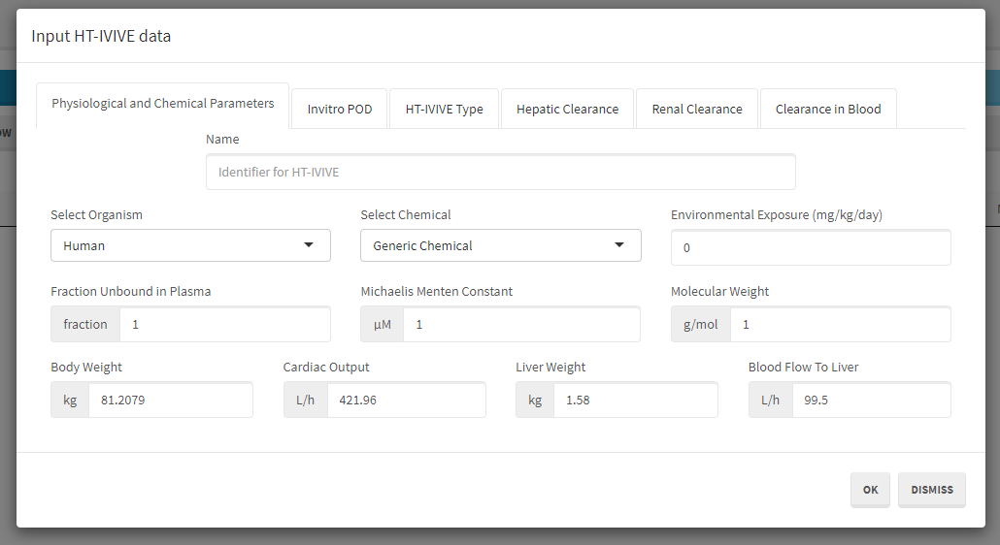 Input HT-IVIVE data
Physiological and Chemical Parameters
Invitro POD
HT-IVIVE Type
Hepatic Clearance
Renal Clearance
Clearance in Blood
Name
Identifier for HT-IVIVE
Select Organism
Select Chemical
Environmental Exposure (mg/kg/day)
Human
Generic Chemical
0
Fraction Unbound in Plasma
Michaelis Menten Constant
Molecular Weight
fraction 1
μM 1
g/mol 1
Body Weight
Cardiac Output
Liver Weight
Blood Flow To Liver
kg 81.2079
L/h 421.96
kg 1.58
L/h 99.5
OK
DISMISS